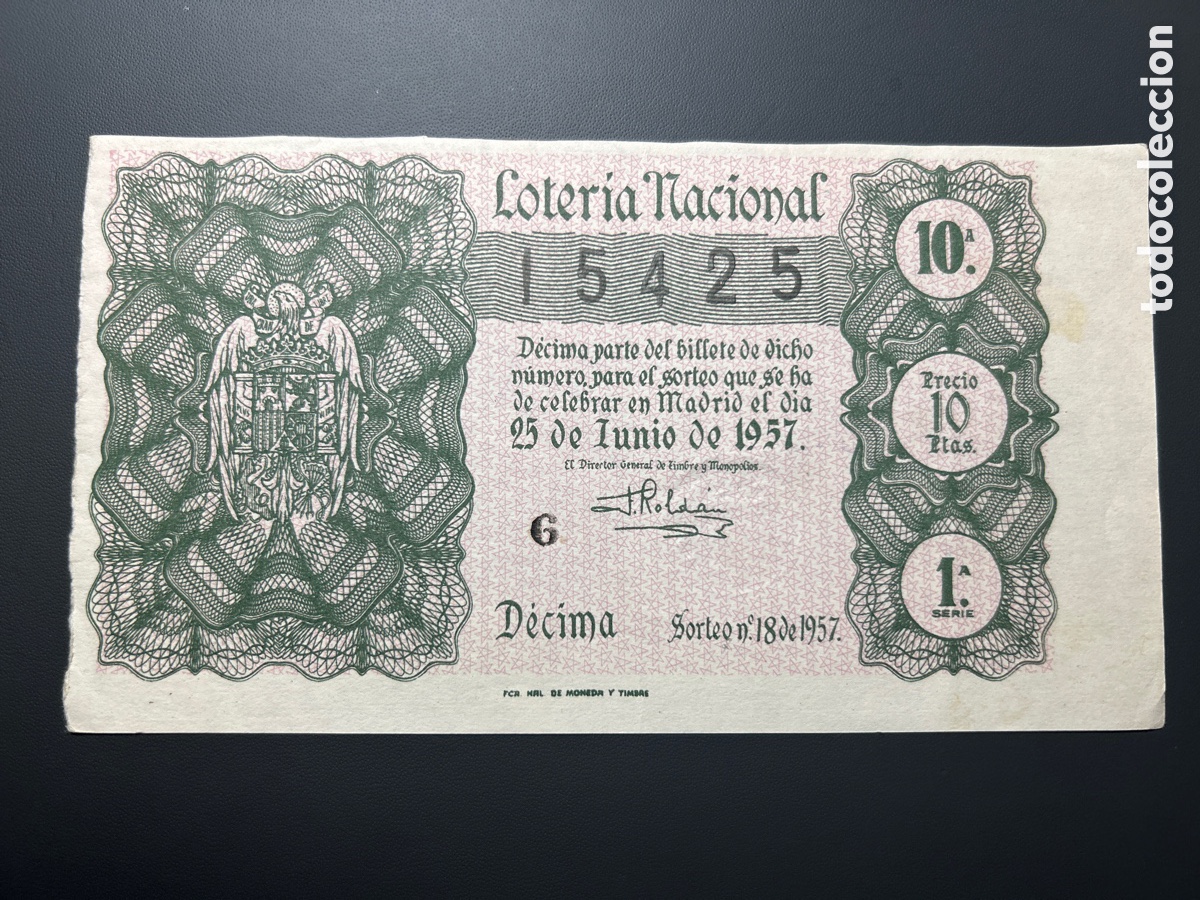 Lotería Nacional
15425
Décima parte del billete de dicho
número, para el sorteo que se ha
de celebrar en Madrid el día
25 de Junio de 1957.
El Director General de Timbre y Monopolios.
F. Roldán
G
Décima
Sorteo nº. 18 de 1957.
FCA. NAL. DE MONEDA Y TIMBRE
10.ª
Precio
10
Ptas.
1.ª
SERIE
todocoleccion